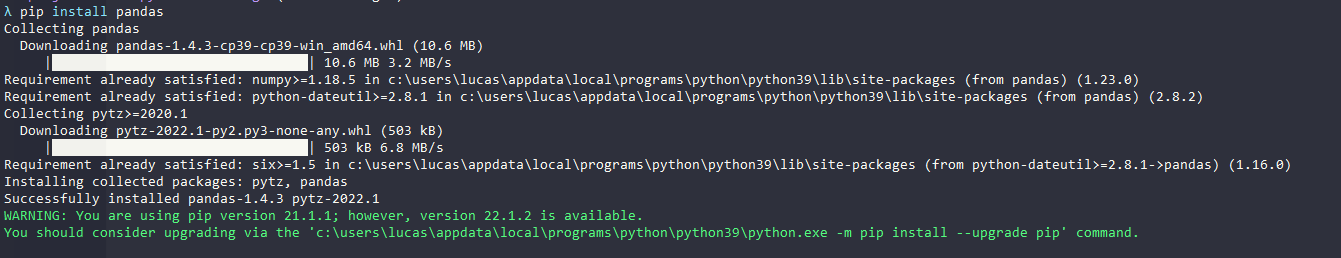 λ pip install pandas
Collecting pandas
Downloading pandas-1.4.3-cp39-cp39-win_amd64.whl (10.6 MB)
| | 10.6 MB 3.2 MB/s
Requirement already satisfied: numpy>=1.18.5 in c:\users\lucas\appdata\local\programs\python\python39\lib\site-packages (from pandas) (1.23.0)
Requirement already satisfied: python-dateutil>=2.8.1 in c:\users\lucas\appdata\local\programs\python\python39\lib\site-packages (from pandas) (2.8.2)
Collecting pytz>=2020.1
Downloading pytz-2022.1-py2.py3-none-any.whl (503 kB)
| | 503 kB 6.8 MB/s
Requirement already satisfied: six>=1.5 in c:\users\lucas\appdata\local\programs\python\python39\lib\site-packages (from python-dateutil>=2.8.1->pandas) (1.16.0)
Installing collected packages: pytz, pandas
Successfully installed pandas-1.4.3 pytz-2022.1
WARNING: You are using pip version 21.1.1; however, version 22.1.2 is available.
You should consider upgrading via the 'c:\users\lucas\appdata\local\programs\python\python39\python.exe -m pip install --upgrade pip' command.